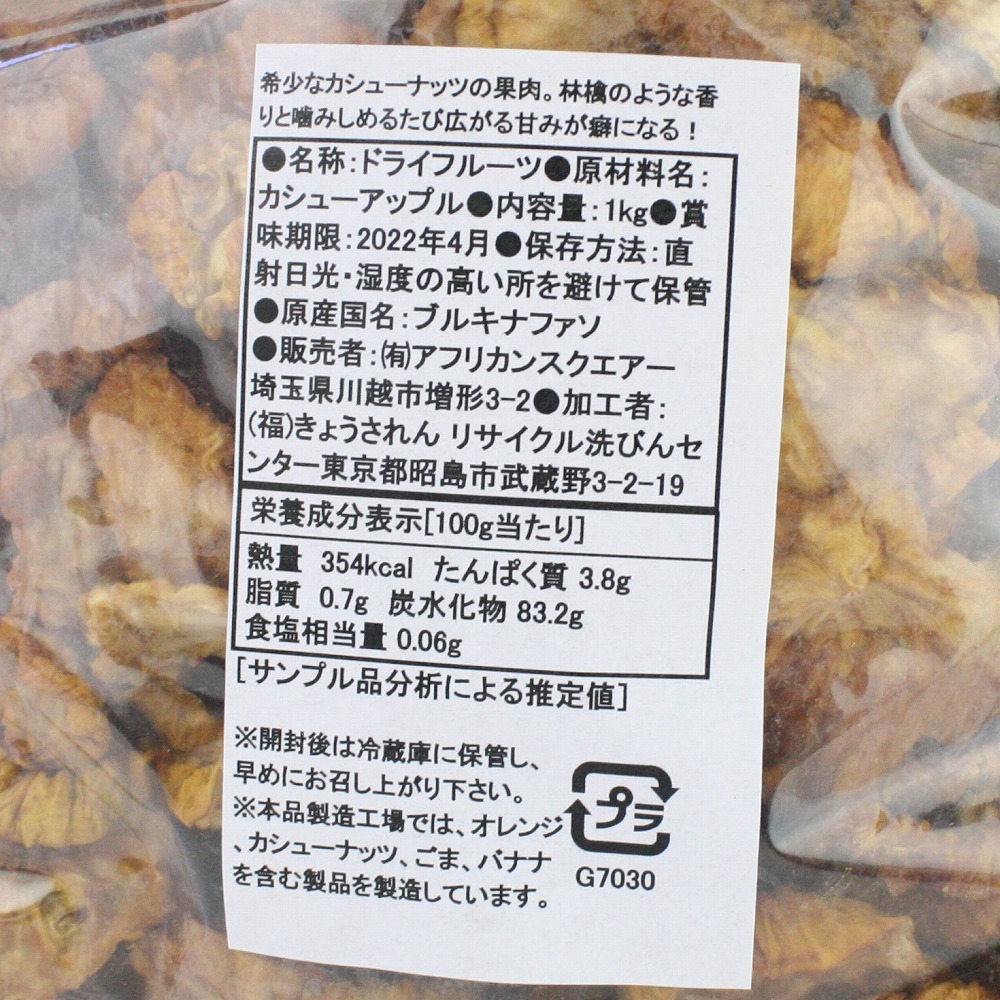 希少なカシューナッツの果肉。林檎のような香
りと噛みしめるたび広がる甘みが癖になる！
●名称：ドライフルーツ●原材料名：
カシューアップル●内容量：1kg●賞
味期限：2022年4月●保存方法：直
射日光・湿度の高い所を避けて保管
●原産国名：ブルキナファソ
●販売者：㈲アフリカンスクエアー
埼玉県川越市増形3-2●加工者：
(福)きょうされん リサイクル洗びんセ
ンター東京都昭島市武蔵野3-2-19
栄養成分表示[100g当たり]
熱量 354kcal たんぱく質 3.8g
脂質 0.7g 炭水化物 83.2g
食塩相当量 0.06g
[サンプル品分析による推定値]
※開封後は冷蔵庫に保管し、
早めにお召し上がり下さい。
※本品製造工場では、オレンジ
、カシューナッツ、ごま、バナナ
を含む製品を製造しています。
プラ
G7030